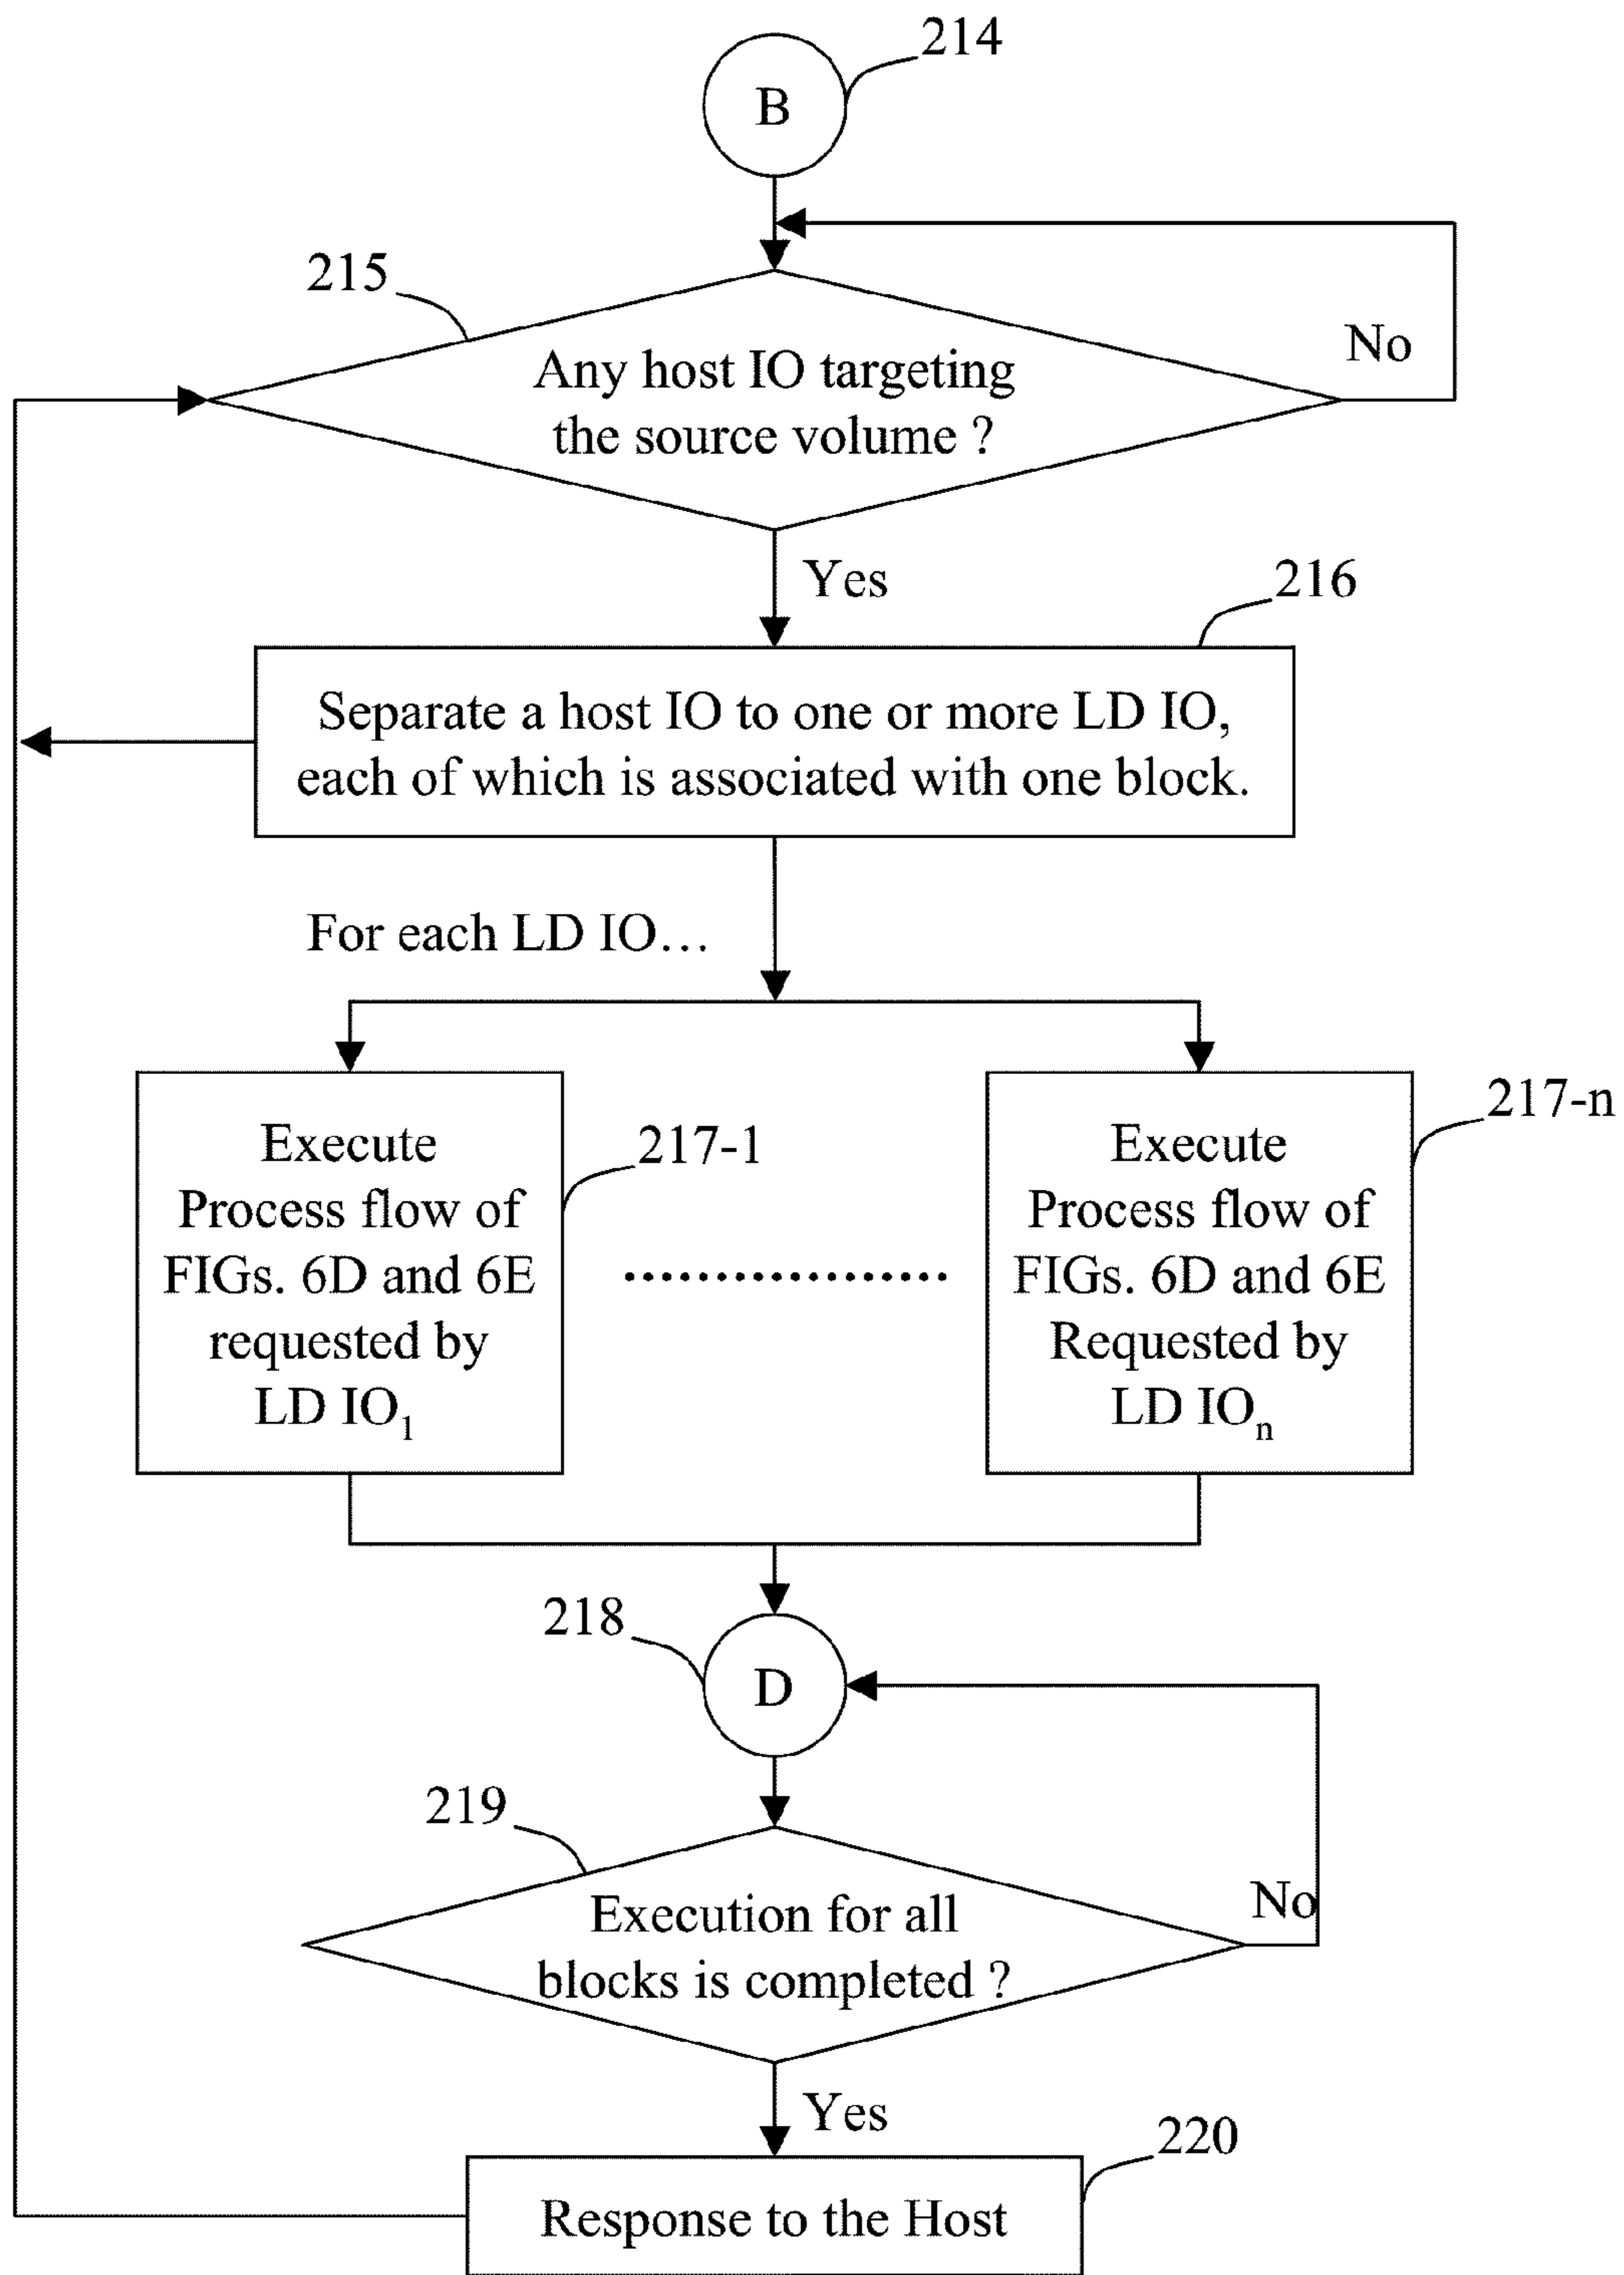 214
B
215
No
Any host IO targeting
the source volume ?
Yes
216
Separate a host IO to one or more LD IO,
each of which is associated with one block.
For each LD IO…
217-1
Execute
Process flow of
FIGs. 6D and 6E
requested by
LD IO1
..................
217-n
Execute
Process flow of
FIGs. 6D and 6E
Requested by
LD IOn
218
D
219
No
Execution for all
blocks is completed ?
Yes
220
Response to the Host